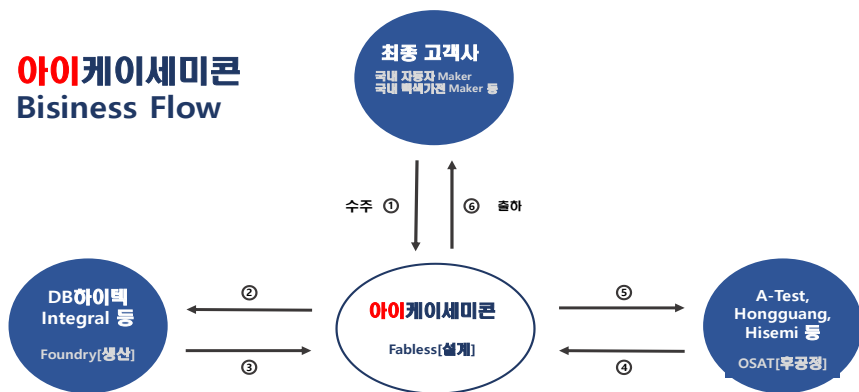 아이케이세미콘
Bisiness Flow
최종 고객사
국내 자동자 Maker
국내 백색가전 Maker 등
수주 ①
⑥ 출하
DB하이텍
Integral 등
Foundry[생산]
②
③
아이케이세미콘
Fabless[설계]
⑤
④
A-Test,
Hongguang,
Hisemi 등
OSAT[후공정]